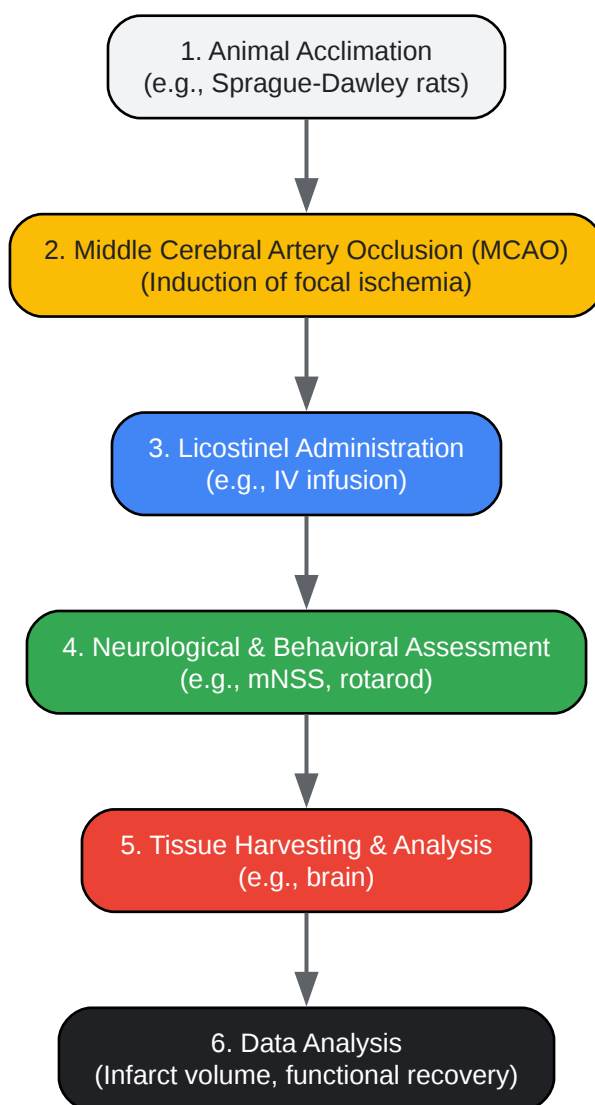 1. Animal Acclimation
(e.g., Sprague-Dawley rats)
2. Middle Cerebral Artery Occlusion (MCAO)
(Induction of focal ischemia)
3. Licostinel Administration
(e.g., IV infusion)
4. Neurological & Behavioral Assessment
(e.g., mNSS, rotarod)
5. Tissue Harvesting & Analysis
(e.g., brain)
6. Data Analysis
(Infarct volume, functional recovery)